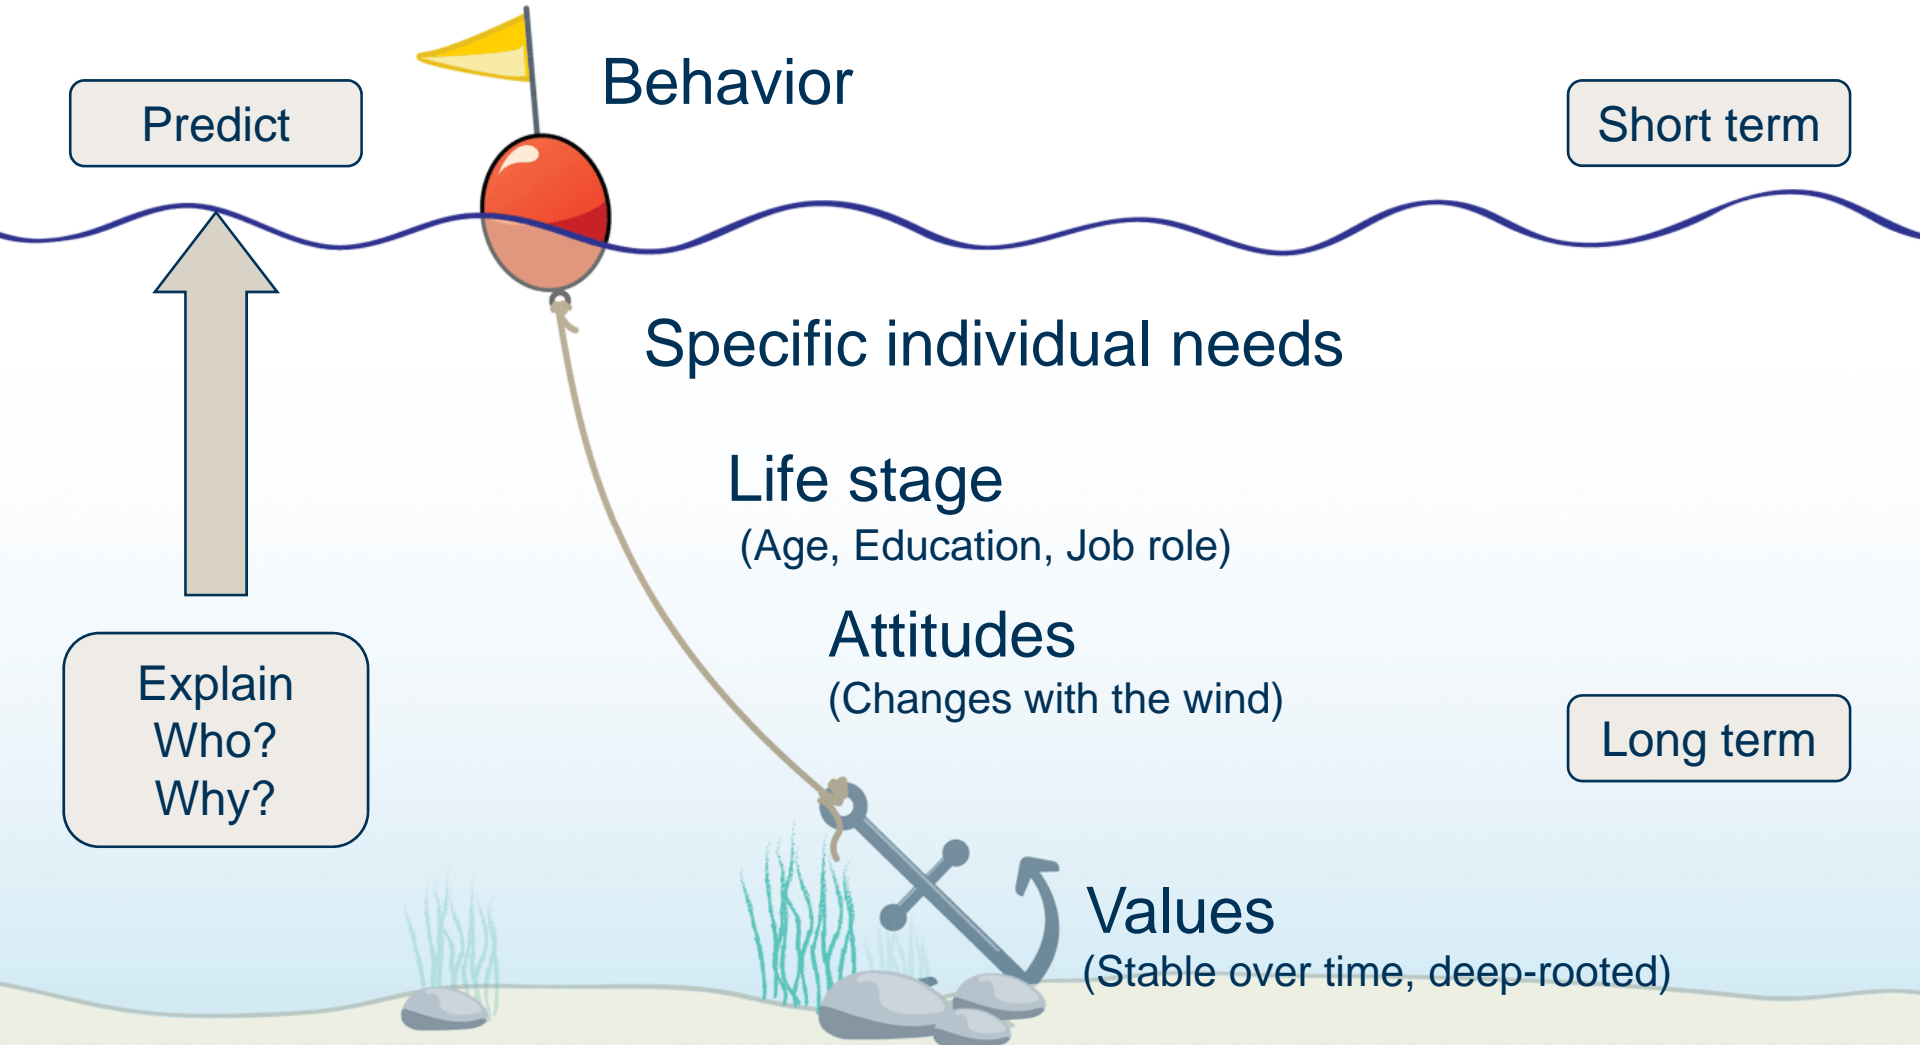 Behavior
Predict
Short term
Specific individual needs
Life stage
(Age, Education, Job role)
Attitudes
(Changes with the wind)
Explain
Who?
Why?
Long term
Values
(Stable over time, deep-rooted)